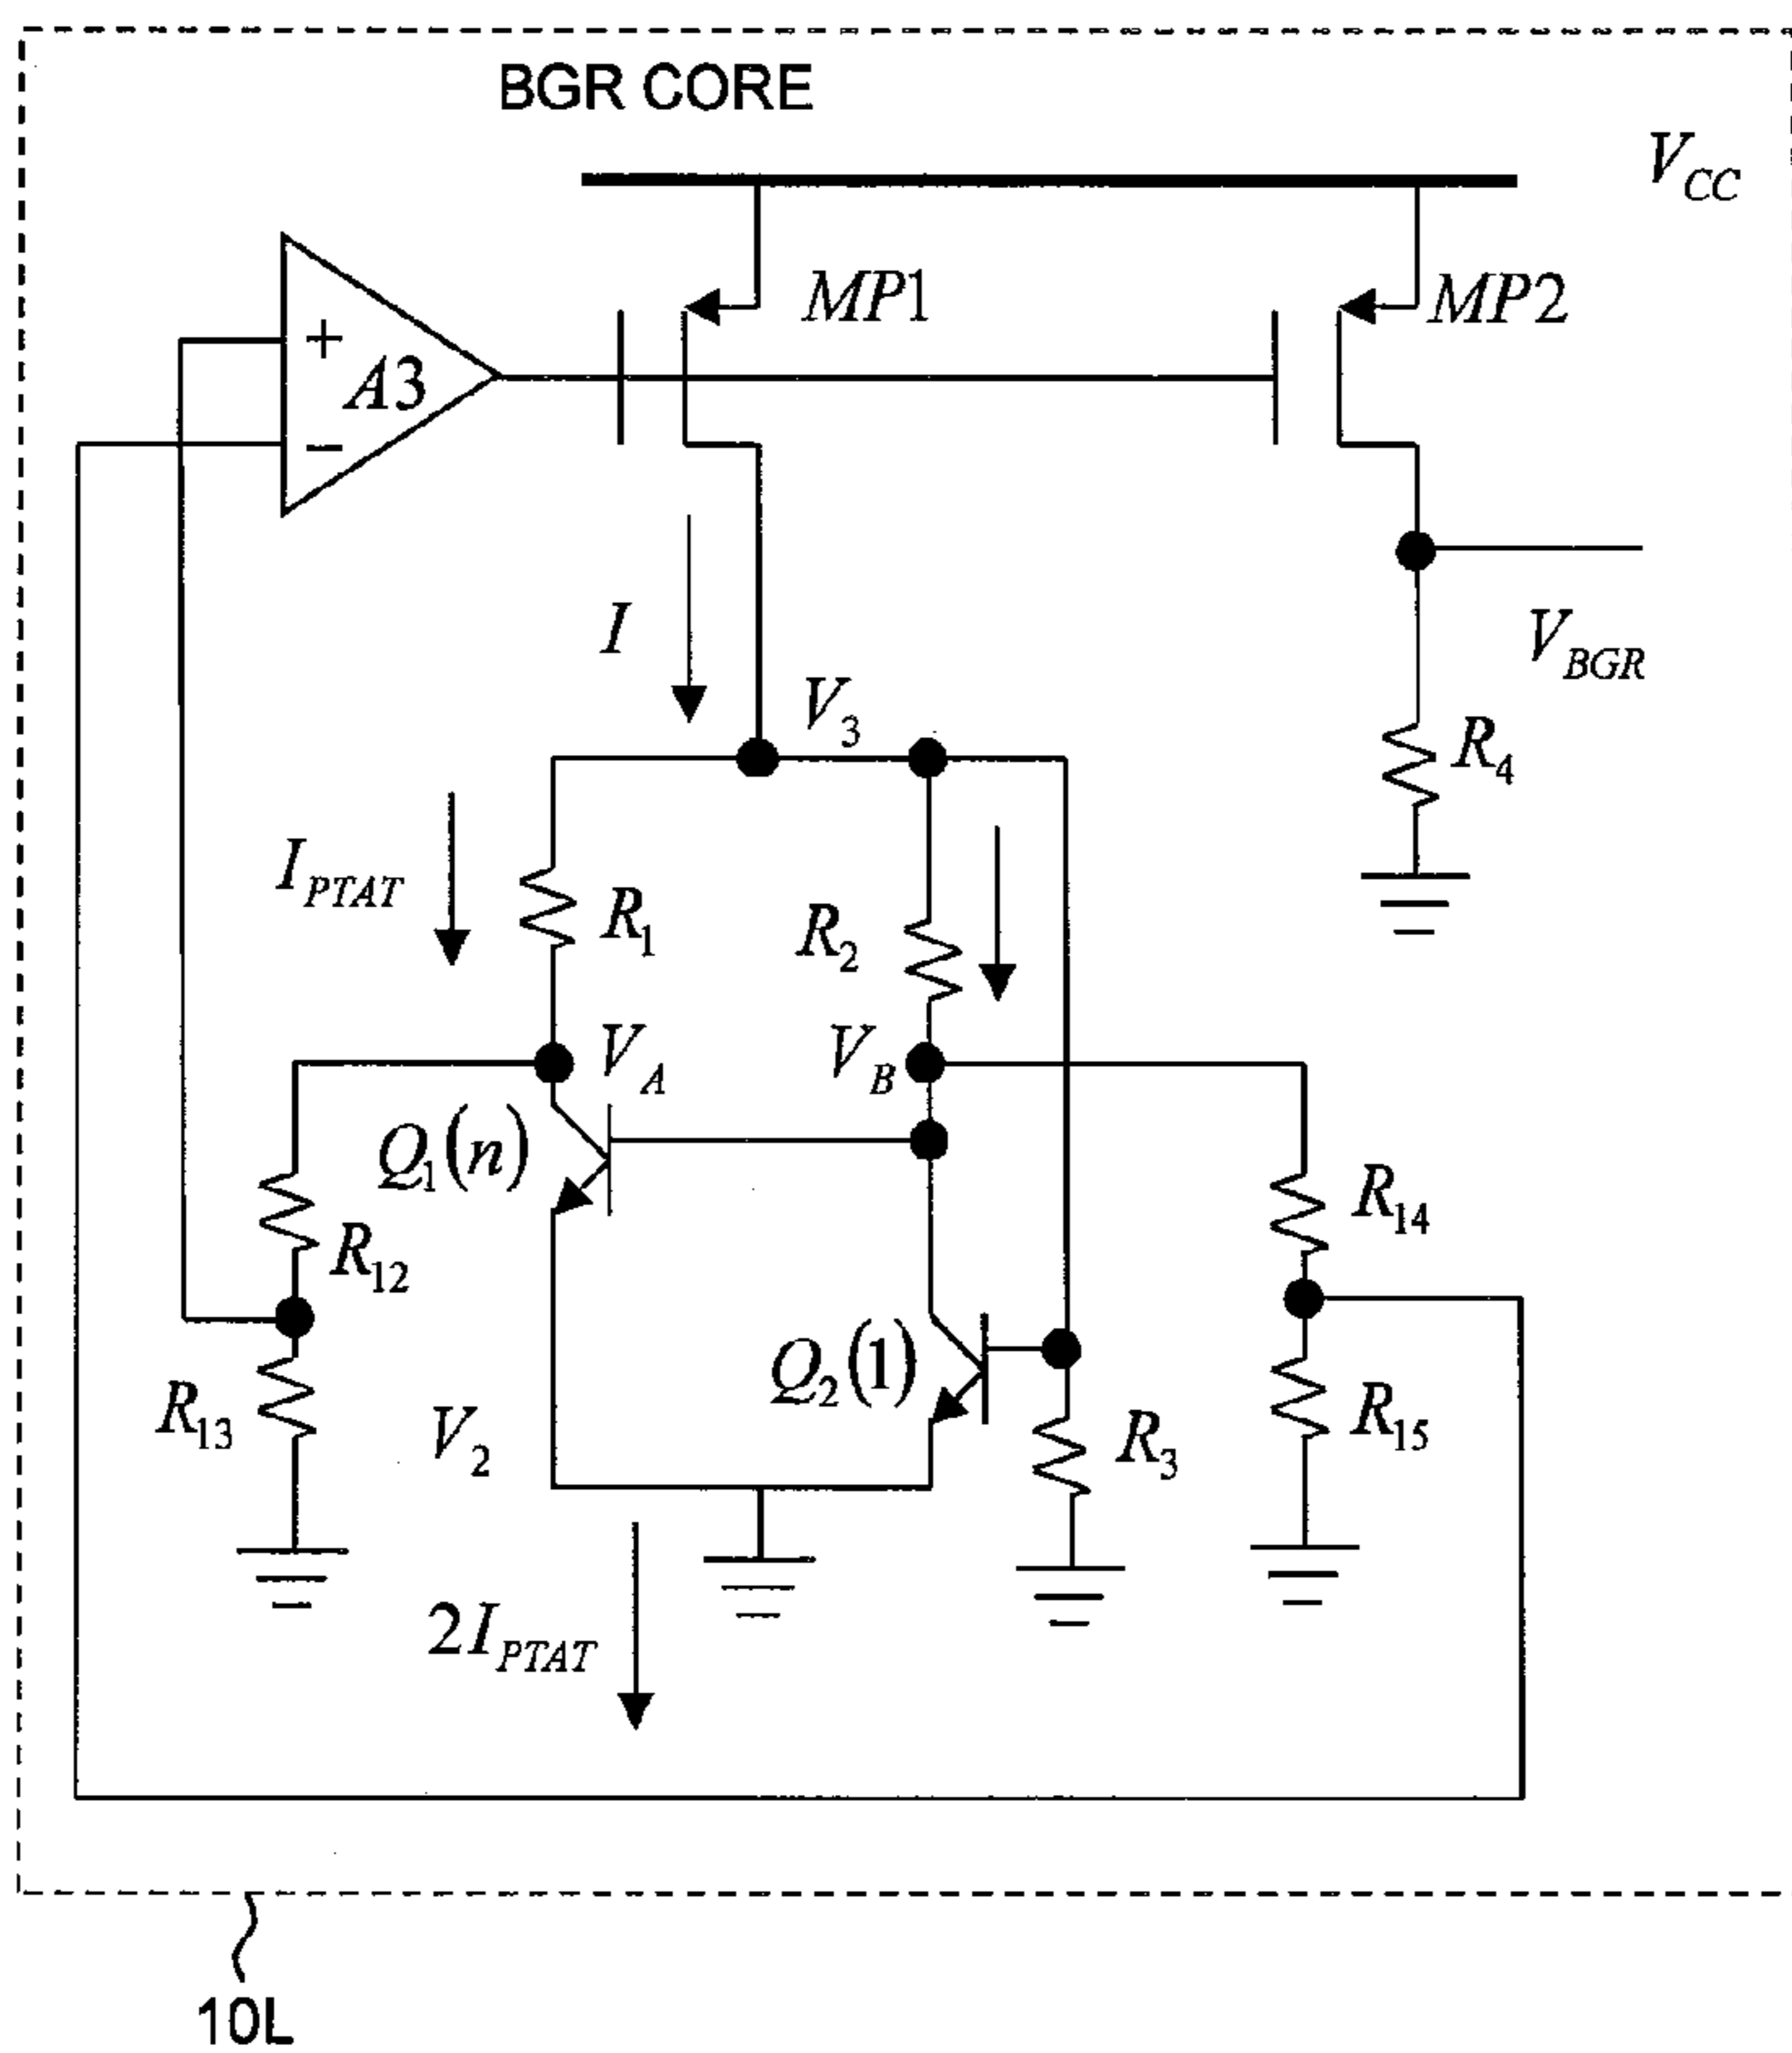 BGR CORE
V_CC
MP1
MP2
+
A3
−
I
V_3
V_BGR
R_4
I_PTAT
R_1
R_2
V_A
V_B
Q_1(n)
R_12
R_14
Q_2(1)
R_13
V_2
R_3
R_15
2I_PTAT
10L